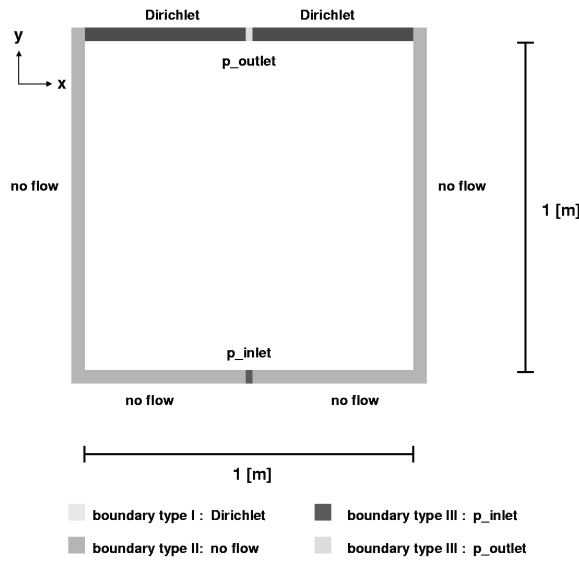 Dirichlet Dirichlet
y
p_outlet
x
no flow no flow
1 [m]
p_inlet
no flow no flow
1 [m]
boundary type I : Dirichlet boundary type III : p_inlet
boundary type II: no flow boundary type III : p_outlet